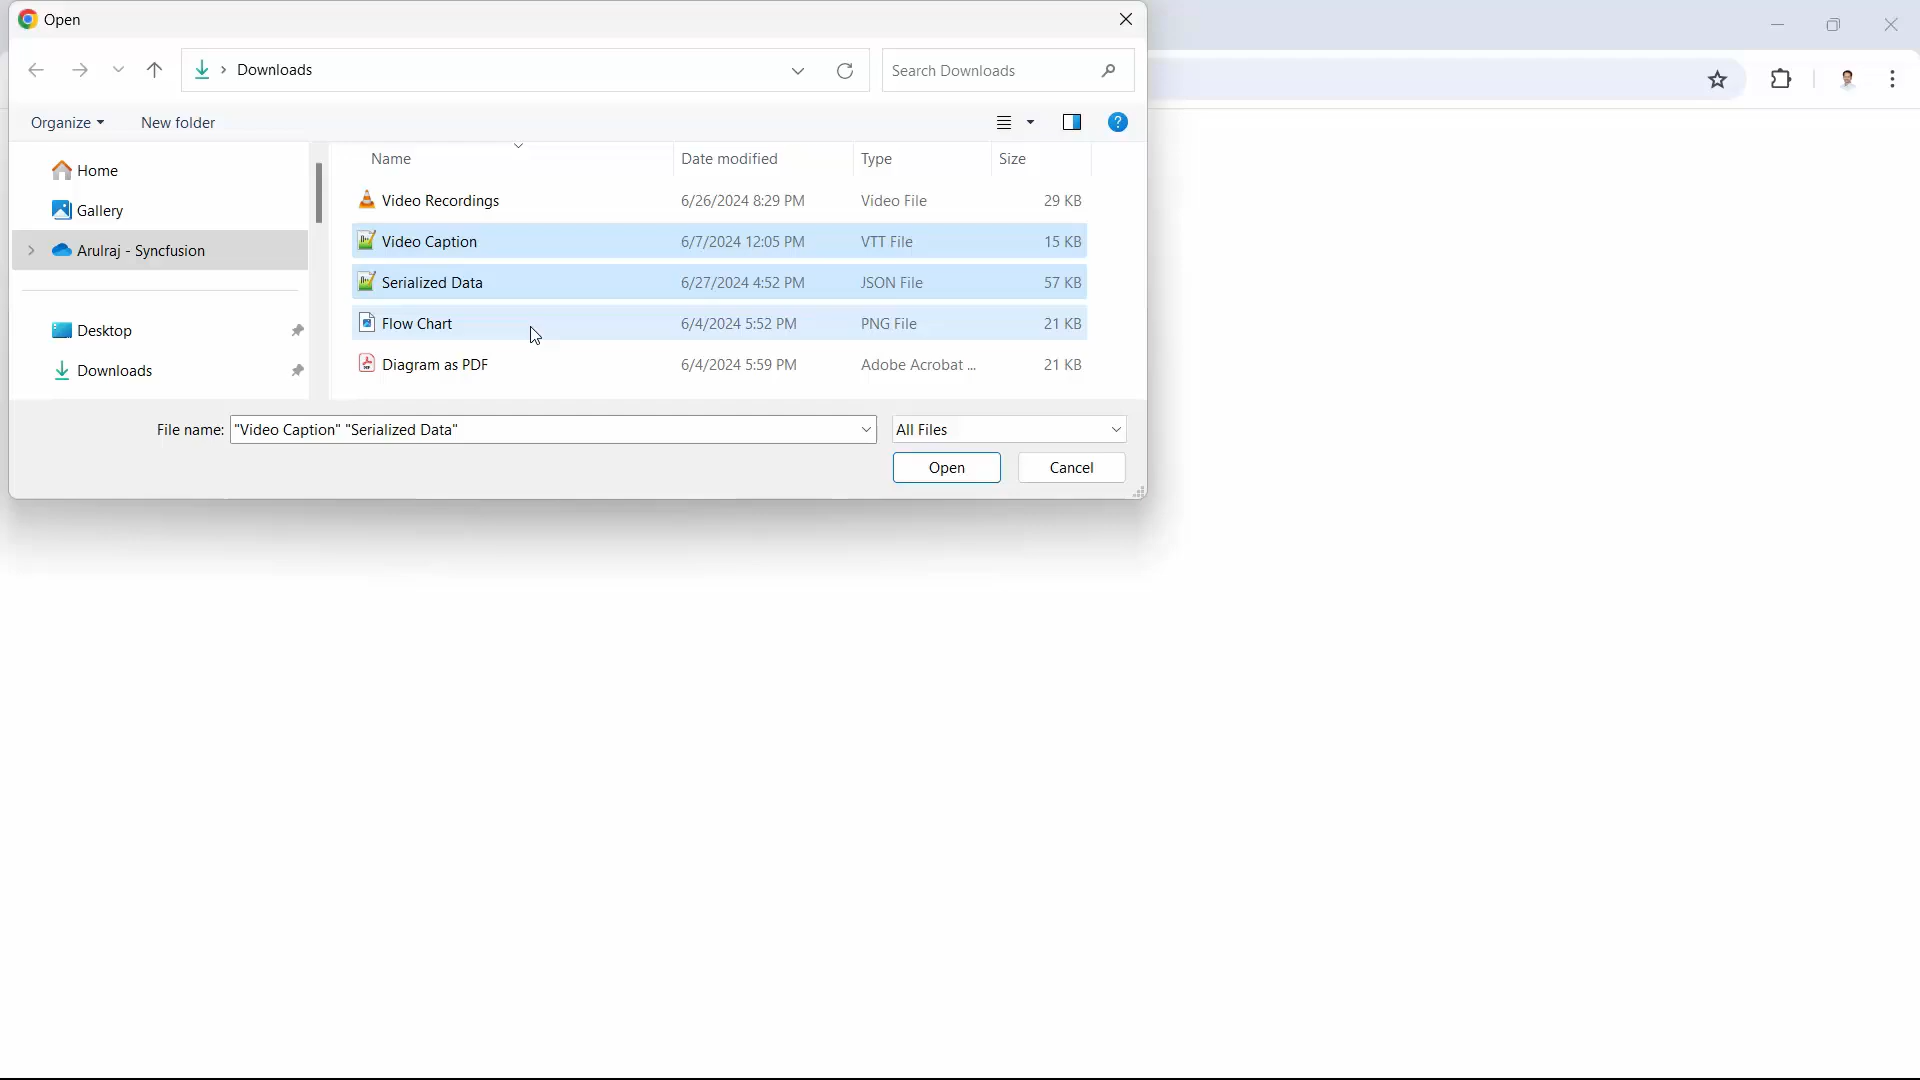 Open
Downloads
Search Downloads
Organize
New folder
?
Home
Gallery
Arulraj - Syncfusion
Desktop
Downloads
Name Date modified Type Size
Video Recordings 6/26/2024 8:29 PM Video File 29 KB
Video Caption 6/7/2024 12:05 PM VTT File 15 KB
Serialized Data 6/27/2024 4:52 PM JSON File 57 KB
Flow Chart 6/4/2024 5:52 PM PNG File 21 KB
Diagram as PDF 6/4/2024 5:59 PM Adobe Acrobat ... 21 KB
File name: "Video Caption" "Serialized Data"
All Files
Open
Cancel